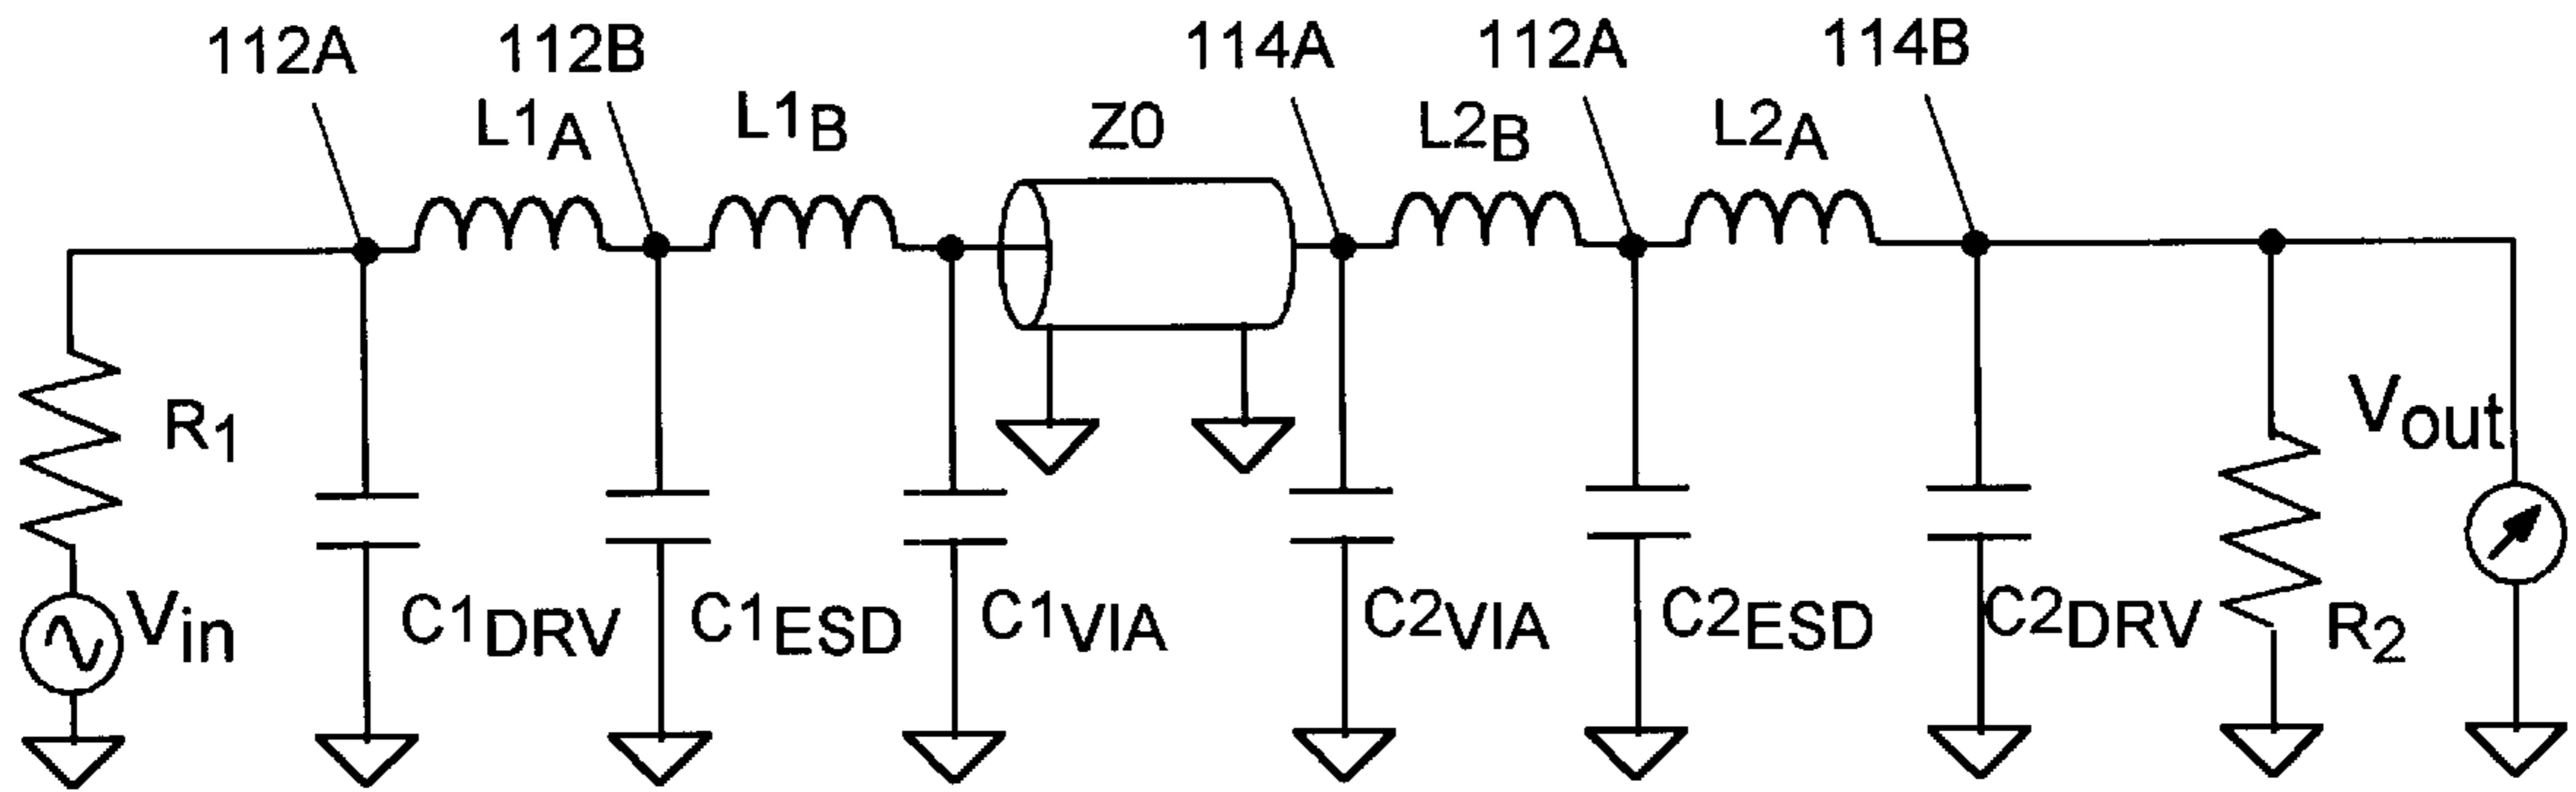 112A
112B
114A
112A
114B
L1A
L1B
Z0
L2B
L2A
R1
Vout
Vin
C1DRV
C1ESD
C1VIA
C2VIA
C2ESD
C2DRV
R2